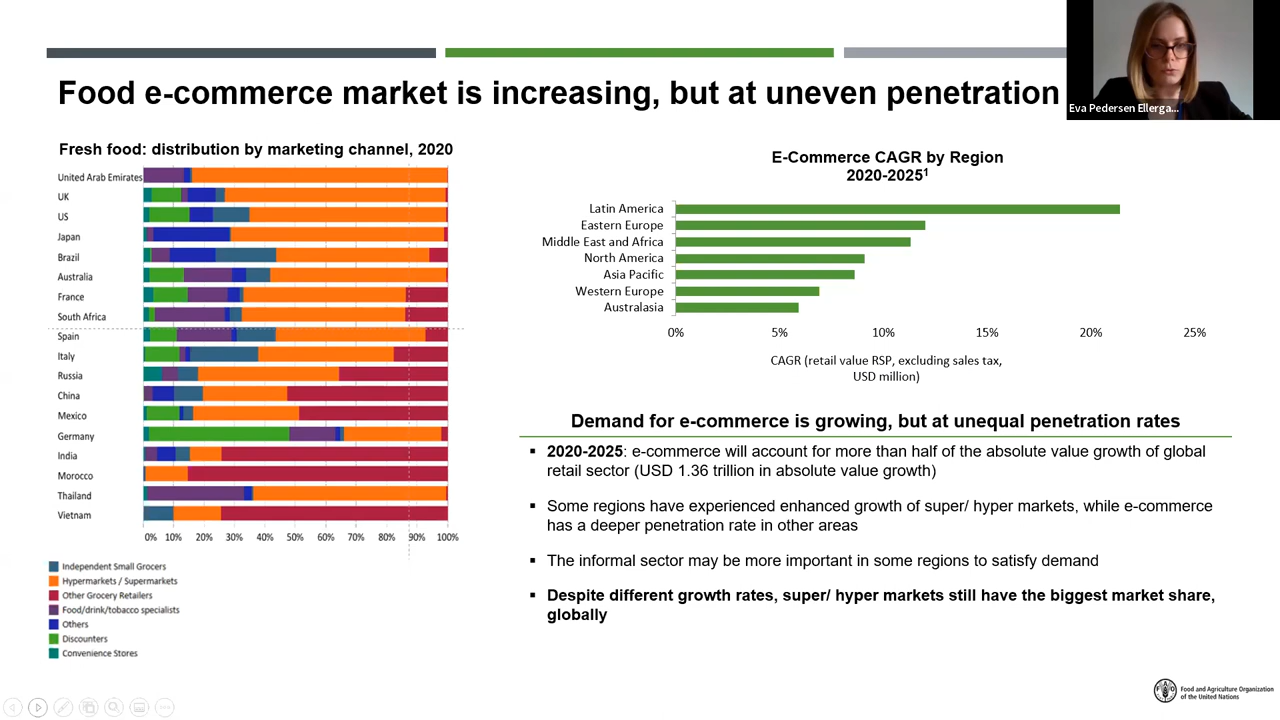 Food e-commerce market is increasing, but at uneven penetration
Eva Pedersen Ellerga...
Fresh food: distribution by marketing channel, 2020
United Arab Emirates
UK
US
Japan
Brazil
Australia
France
South Africa
Spain
Italy
Russia
China
Mexico
Germany
India
Morocco
Thailand
Vietnam
0% 10% 20% 30% 40% 50% 60% 70% 80% 90% 100%
Independent Small Grocers
Hypermarkets / Supermarkets
Other Grocery Retailers
Food/drink/tobacco specialists
Others
Discounters
Convenience Stores
E-Commerce CAGR by Region
2020-2025¹
Latin America
Eastern Europe
Middle East and Africa
North America
Asia Pacific
Western Europe
Australasia
0% 5% 10% 15% 20% 25%
CAGR (retail value RSP, excluding sales tax,
USD million)
Demand for e-commerce is growing, but at unequal penetration rates
▪ 2020-2025: e-commerce will account for more than half of the absolute value growth of global
retail sector (USD 1.36 trillion in absolute value growth)
▪ Some regions have experienced enhanced growth of super/ hyper markets, while e-commerce
has a deeper penetration rate in other areas
▪ The informal sector may be more important in some regions to satisfy demand
▪ Despite different growth rates, super/ hyper markets still have the biggest market share,
globally
Food and Agriculture Organization
of the United Nations